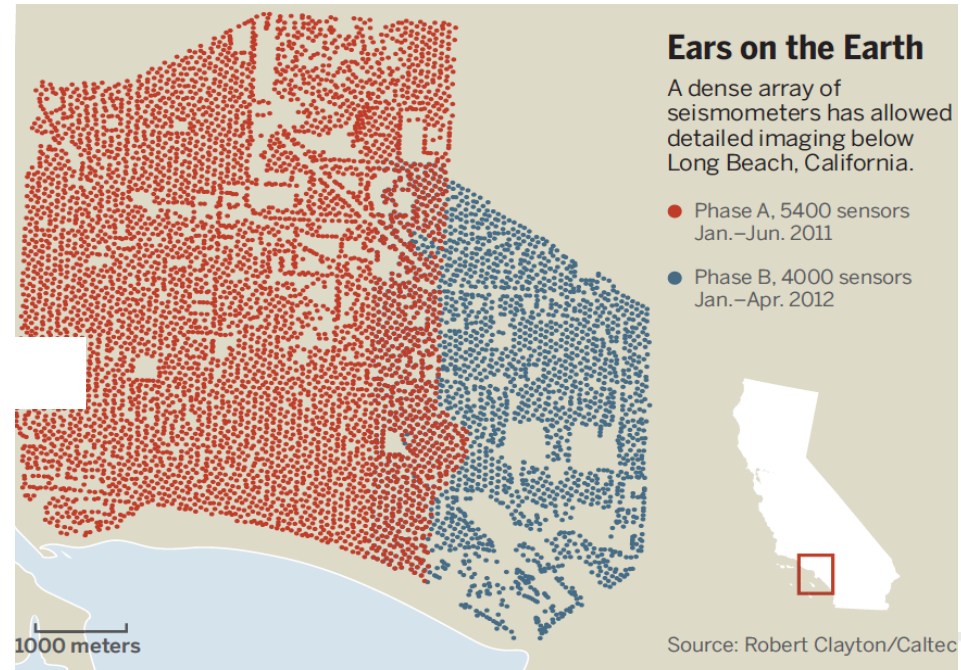 Ears on the Earth
A dense array of
seismometers has allowed
detailed imaging below
Long Beach, California.
Phase A, 5400 sensors
Jan.–Jun. 2011
Phase B, 4000 sensors
Jan.–Apr. 2012
1000 meters
Source: Robert Clayton/Caltec